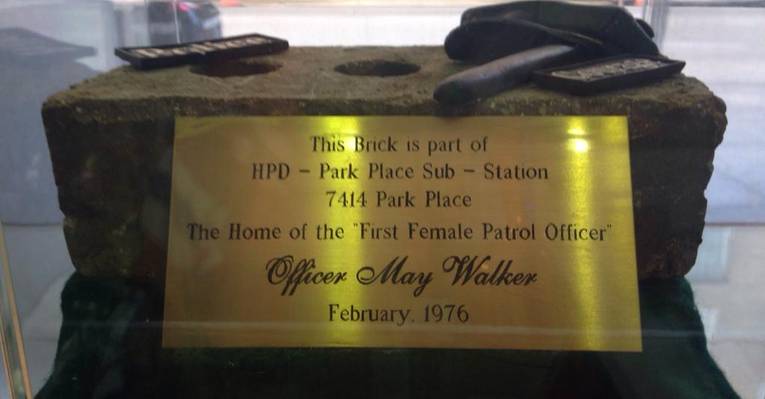 This Brick is part of
HPD - Park Place Sub - Station
7414 Park Place
The Home of the "First Female Patrol Officer"
Officer May Walker
February, 1976